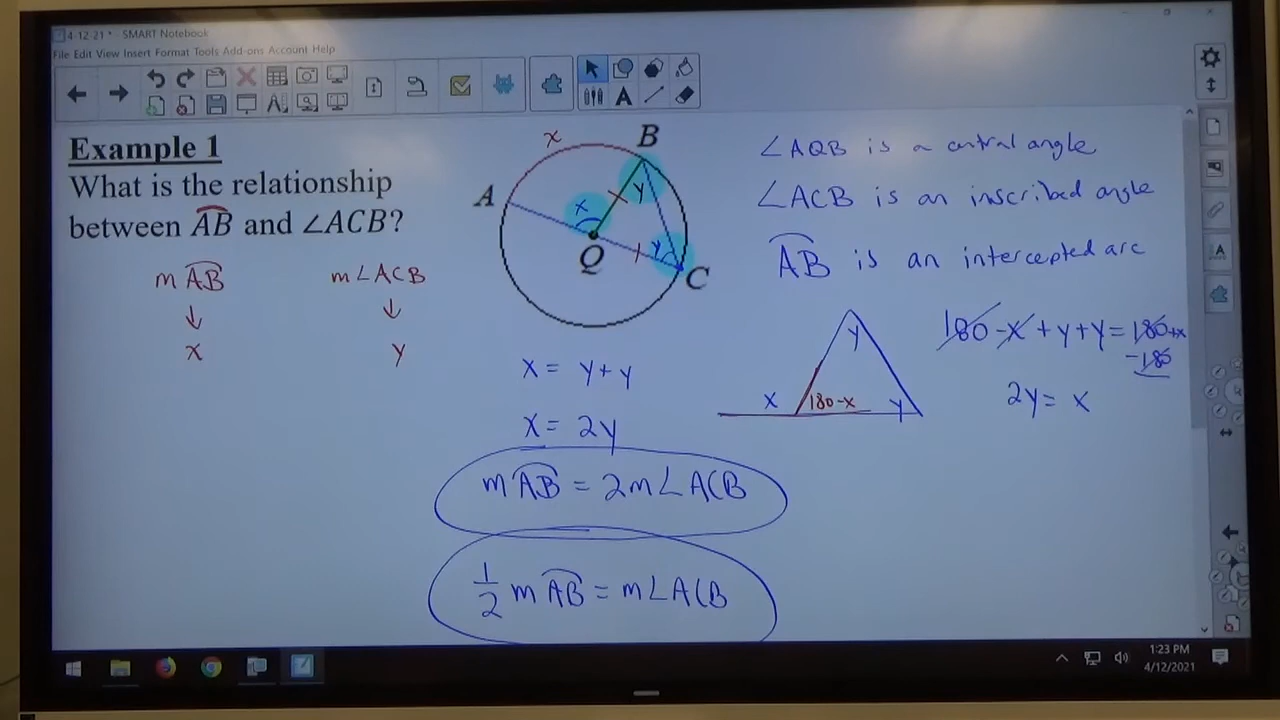 4-12-21* - SMART Notebook
File Edit View Insert Format Tools Add-ons Account Help
Example 1
What is the relationship
between AB and ∠ACB?
m AB
m∠ACB
↓
↓
x
y
x
B
A
x
y
y
Q
C
∠AQB is a central angle
∠ACB is an inscribed angle
AB is an intercepted arc
x = y+y
x = 2y
mAB = 2m∠ACB
1/2 mAB = m∠ACB
y
x
180-x
y
180-x+y+y=180+x
-180
2y= x
1:23 PM
4/12/2021